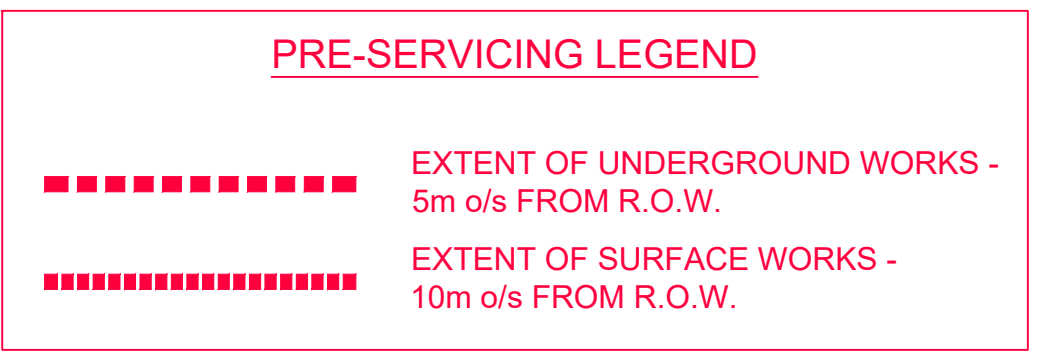 PRE-SERVICING LEGEND
EXTENT OF UNDERGROUND WORKS -
5m o/s FROM R.O.W.
EXTENT OF SURFACE WORKS -
10m o/s FROM R.O.W.